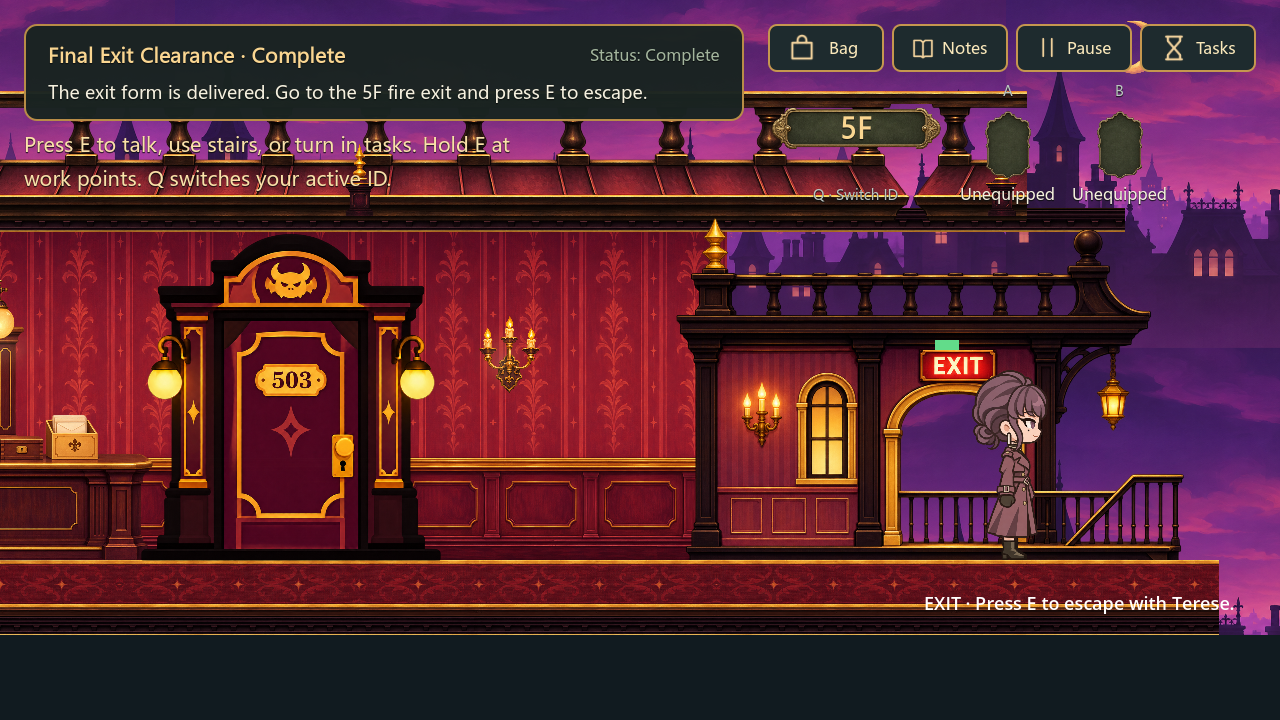 Final Exit Clearance · Complete
Status: Complete
The exit form is delivered. Go to the 5F fire exit and press E to escape.
Bag
Notes
Pause
Tasks
Press E to talk, use stairs, or turn in tasks. Hold E at
work points. Q switches your active ID.
5F
Q · Switch ID
A
Unequipped
B
Unequipped
503
EXIT
EXIT · Press E to escape with Terese.